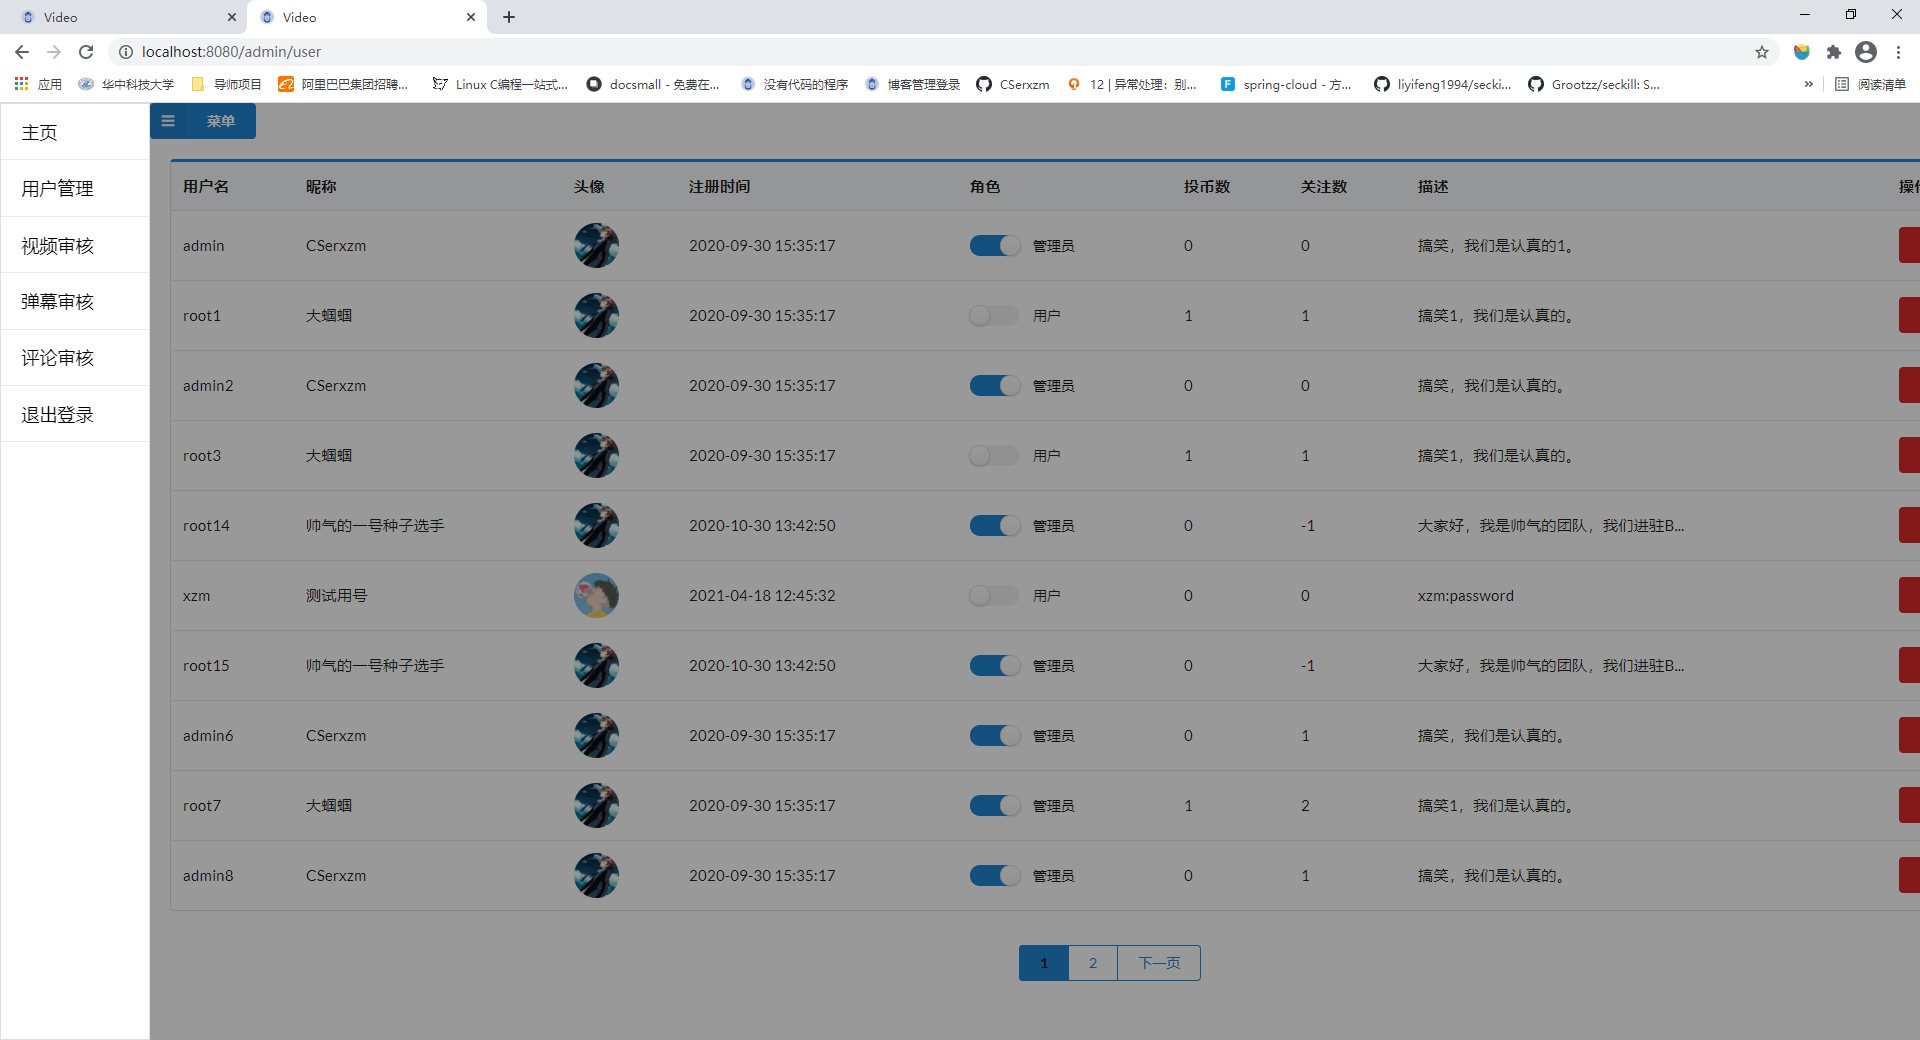 Video
Video
localhost:8080/admin/user
应用
华中科技大学
导师项目
阿里巴巴集团招聘...
Linux C编程一站式...
docsmall - 免费在...
没有代码的程序
博客管理登录
CSerxzm
12 | 异常处理：别...
spring-cloud - 方...
liyifeng1994/secki...
Grootzz/seckill: S...
»
阅读清单
主页
用户管理
视频审核
弹幕审核
评论审核
退出登录
菜单
用户名 昵称 头像 注册时间 角色 投币数 关注数 描述 操作
admin CSerxzm 2020-09-30 15:35:17 管理员 0 0 搞笑，我们是认真的1。
root1 大蝈蝈 2020-09-30 15:35:17 用户 1 1 搞笑1，我们是认真的。
admin2 CSerxzm 2020-09-30 15:35:17 管理员 0 0 搞笑，我们是认真的。
root3 大蝈蝈 2020-09-30 15:35:17 用户 1 1 搞笑1，我们是认真的。
root14 帅气的一号种子选手 2020-10-30 13:42:50 管理员 0 -1 大家好，我是帅气的团队，我们进驻B...
xzm 测试用号 2021-04-18 12:45:32 用户 0 0 xzm:password
root15 帅气的一号种子选手 2020-10-30 13:42:50 管理员 0 -1 大家好，我是帅气的团队，我们进驻B...
admin6 CSerxzm 2020-09-30 15:35:17 管理员 0 1 搞笑，我们是认真的。
root7 大蝈蝈 2020-09-30 15:35:17 管理员 1 2 搞笑1，我们是认真的。
admin8 CSerxzm 2020-09-30 15:35:17 管理员 0 1 搞笑，我们是认真的。
1 2 下一页